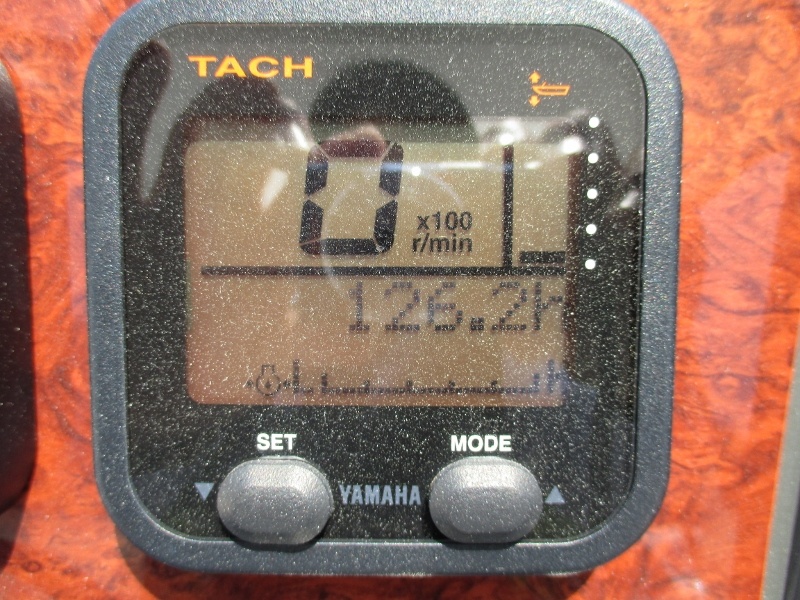 TACH
0 x100
r/min
126.2h
L H
SET MODE
YAMAHA